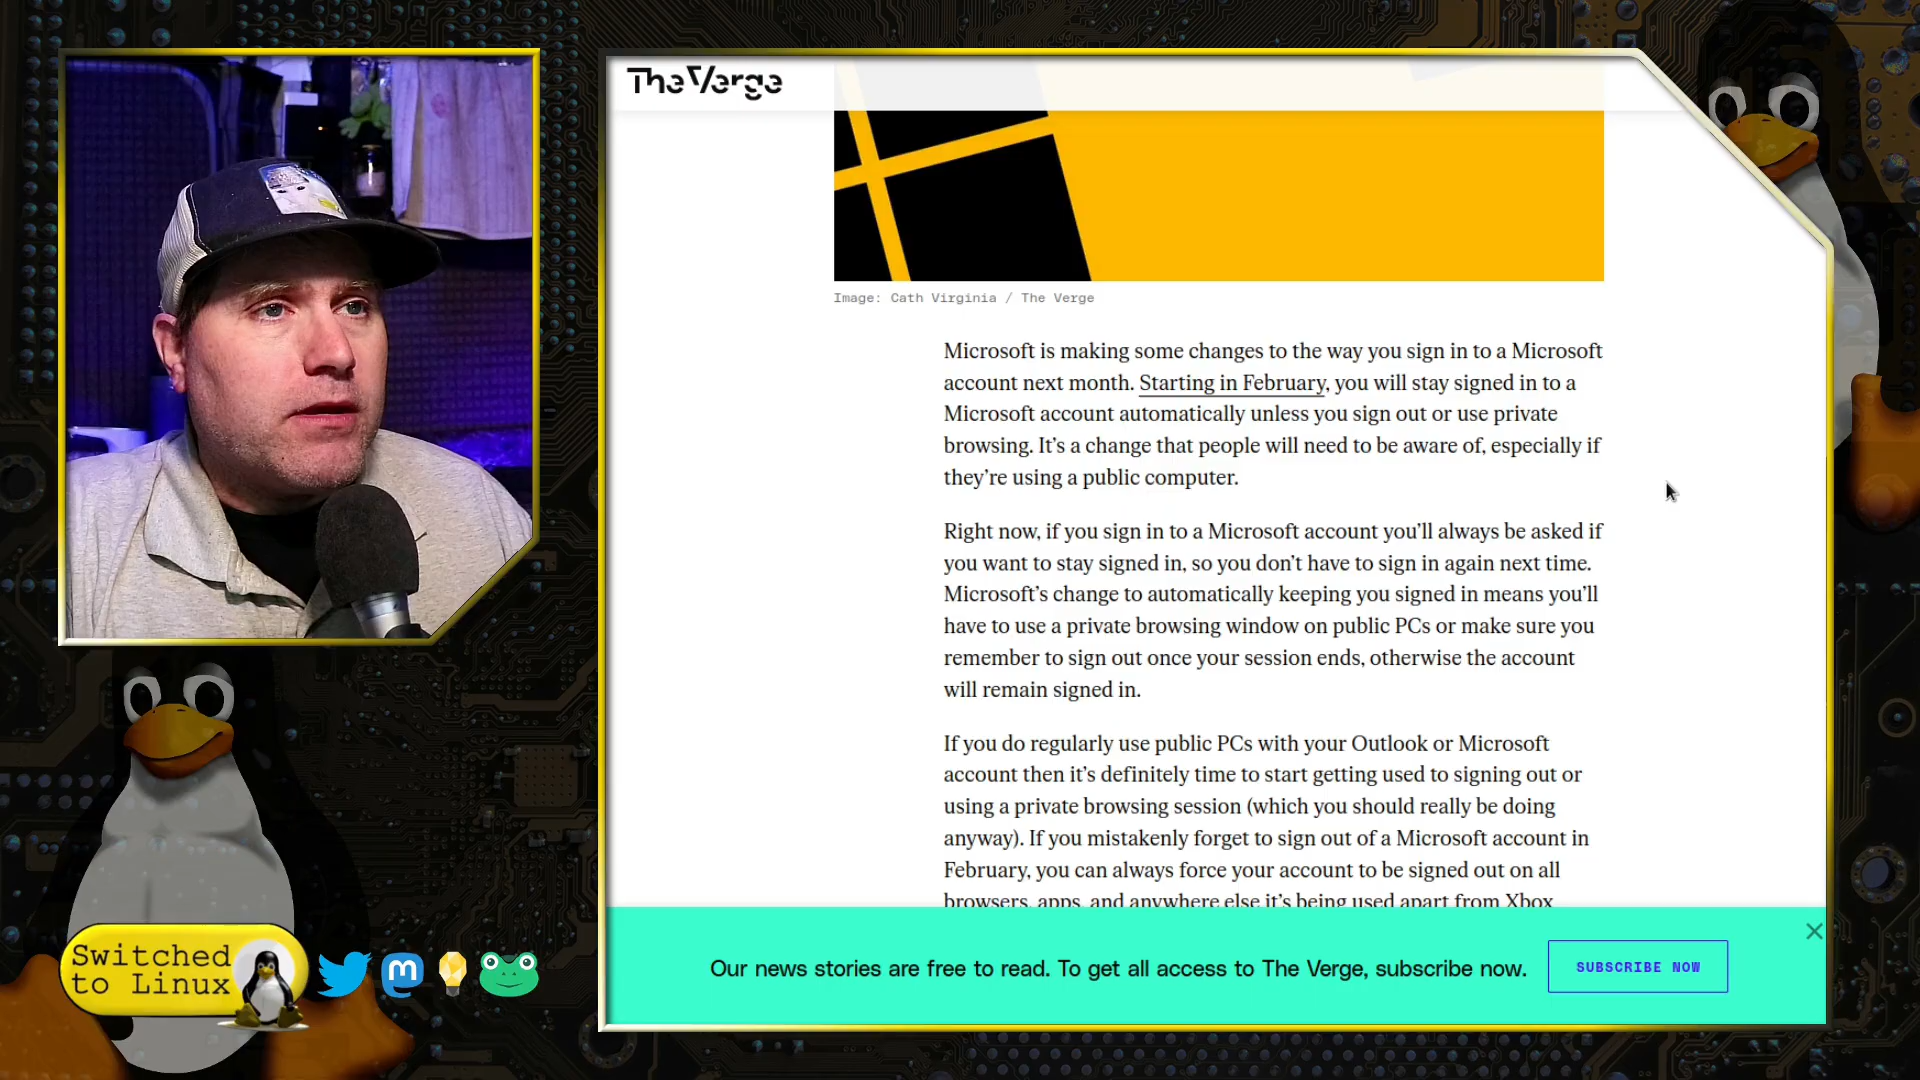 The Verge
Image: Cath Virginia / The Verge
Microsoft is making some changes to the way you sign in to a Microsoft
account next month. Starting in February, you will stay signed in to a
Microsoft account automatically unless you sign out or use private
browsing. It’s a change that people will need to be aware of, especially if
they’re using a public computer.
Right now, if you sign in to a Microsoft account you’ll always be asked if
you want to stay signed in, so you don’t have to sign in again next time.
Microsoft’s change to automatically keeping you signed in means you’ll
have to use a private browsing window on public PCs or make sure you
remember to sign out once your session ends, otherwise the account
will remain signed in.
If you do regularly use public PCs with your Outlook or Microsoft
account then it’s definitely time to start getting used to signing out or
using a private browsing session (which you should really be doing
anyway). If you mistakenly forget to sign out of a Microsoft account in
February, you can always force your account to be signed out on all
browsers, apps, and anywhere else it’s being used apart from Xbox
Our news stories are free to read. To get all access to The Verge, subscribe now.
SUBSCRIBE NOW
Switched
to Linux